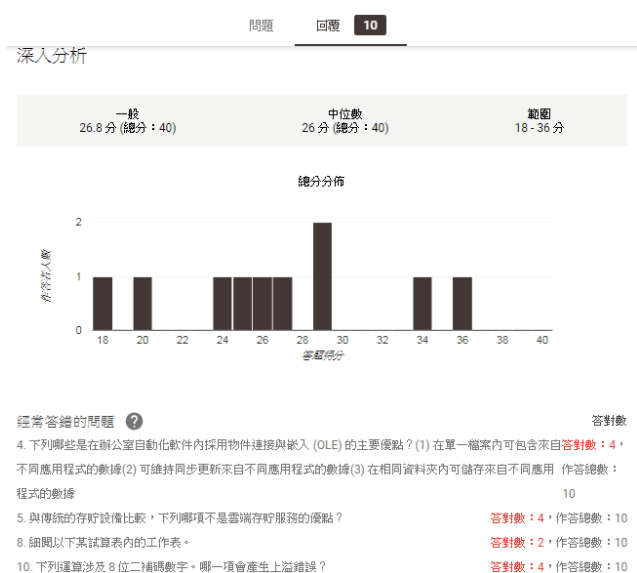 問題 回覆 10
深入分析
一般 中位數 範圍
26.8 分 (總分：40) 26 分 (總分：40) 18 - 36 分
總分分佈
2
1
0
作答者人數
18 20 22 24 26 28 30 32 34 36 38 40
答題得分
經常答錯的問題 ? 答對數
4. 下列哪些是在辦公室自動化軟件內採用物件連接與嵌入 (OLE) 的主要優點？(1) 在單一檔案內可包含來自 答對數：4，
不同應用程式的數據(2) 可維持同步更新來自不同應用程式的數據(3) 在相同資料夾內可儲存來自不同應用 作答總數：
程式的數據 10
5. 與傳統的存貯設備比較，下列哪項不是雲端存貯服務的優點？ 答對數：4，作答總數：10
8. 細閱以下某試算表內的工作表。 答對數：2，作答總數：10
10. 下列運算涉及 8 位二補碼數字。哪一項會產生上溢錯誤？ 答對數：4，作答總數：10